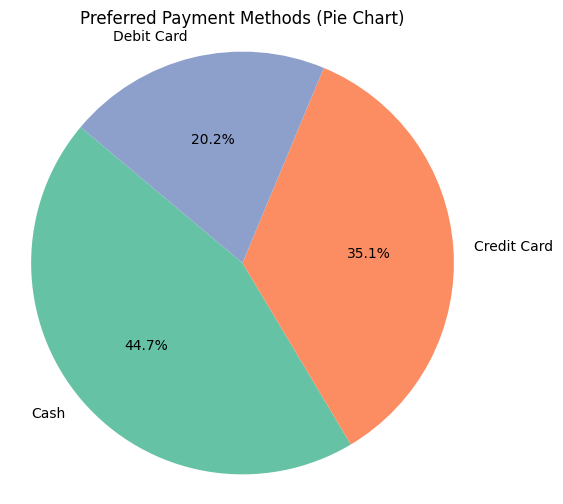 Preferred Payment Methods (Pie Chart)
Debit Card
20.2%
Credit Card
35.1%
44.7%
Cash